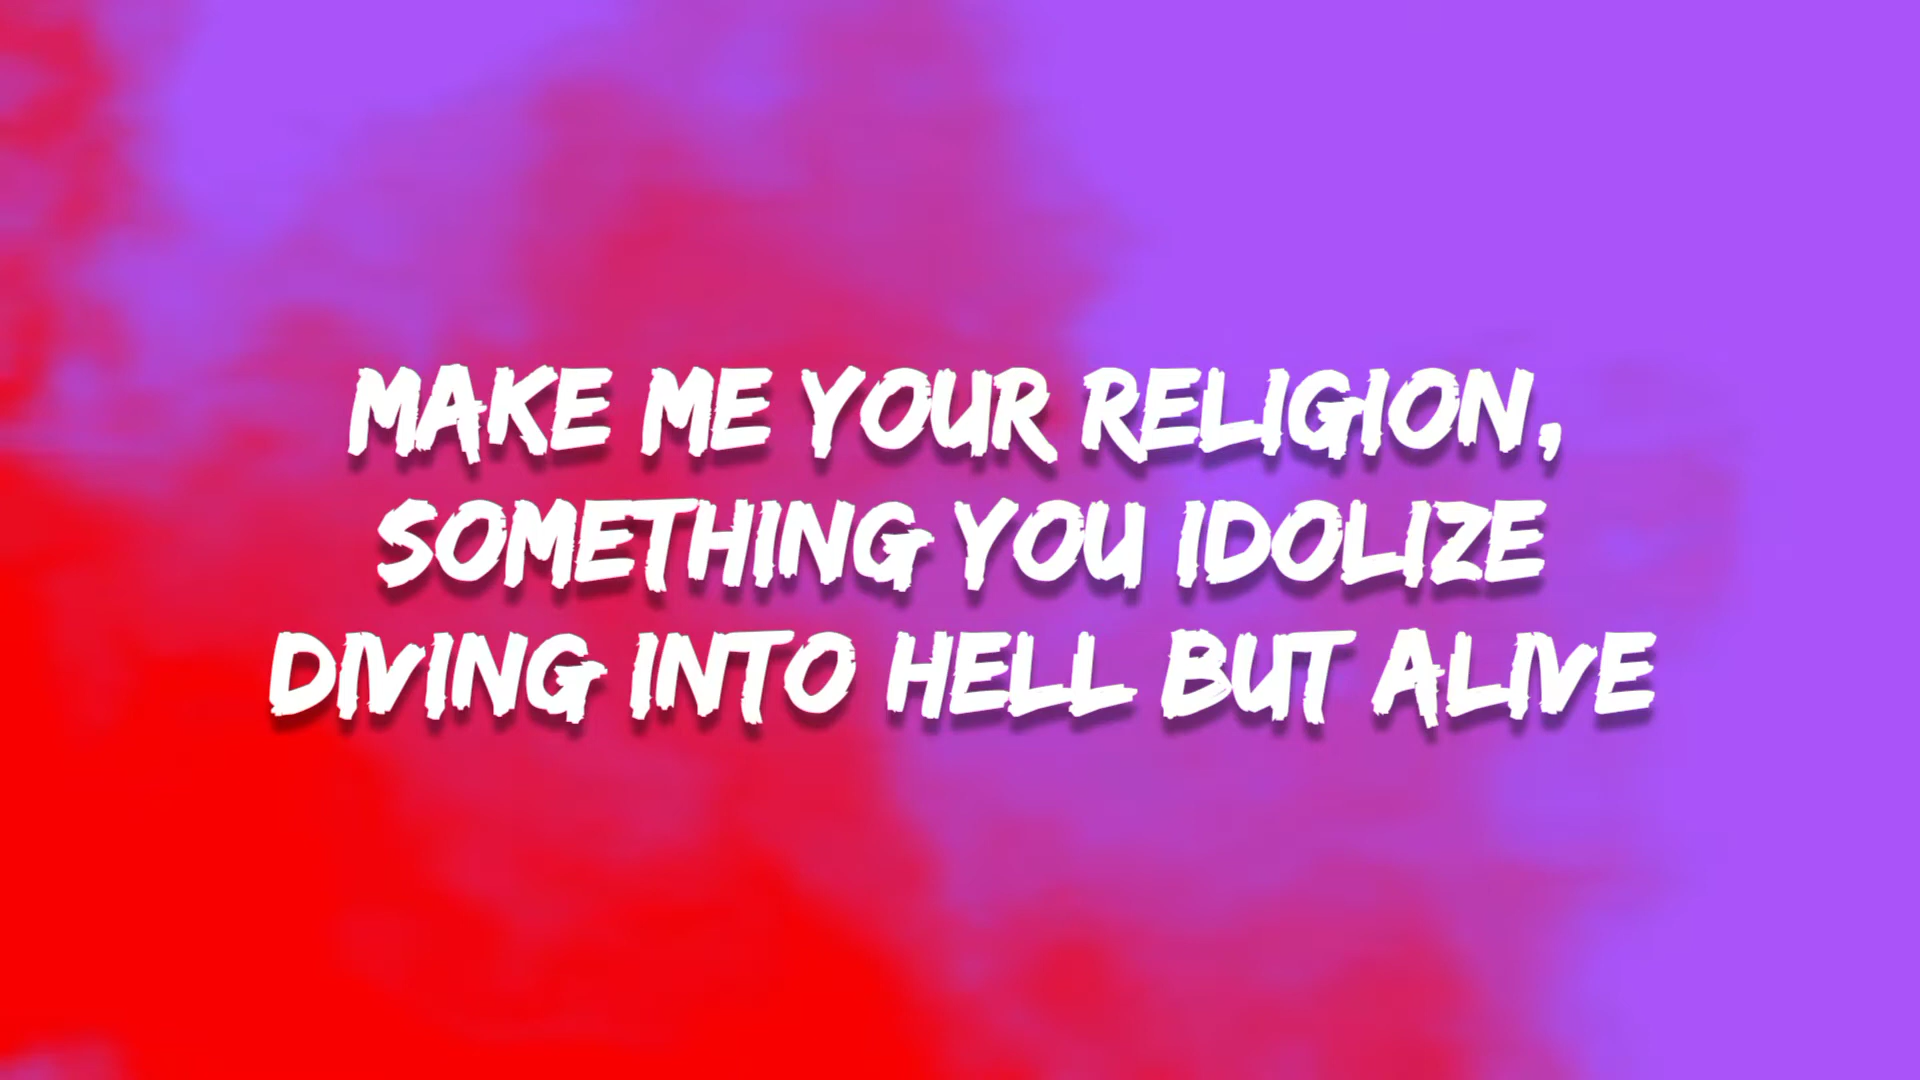 MAKE ME YOUR RELIGION,
SOMETHING YOU IDOLIZE
DIVING INTO HELL BUT ALIVE